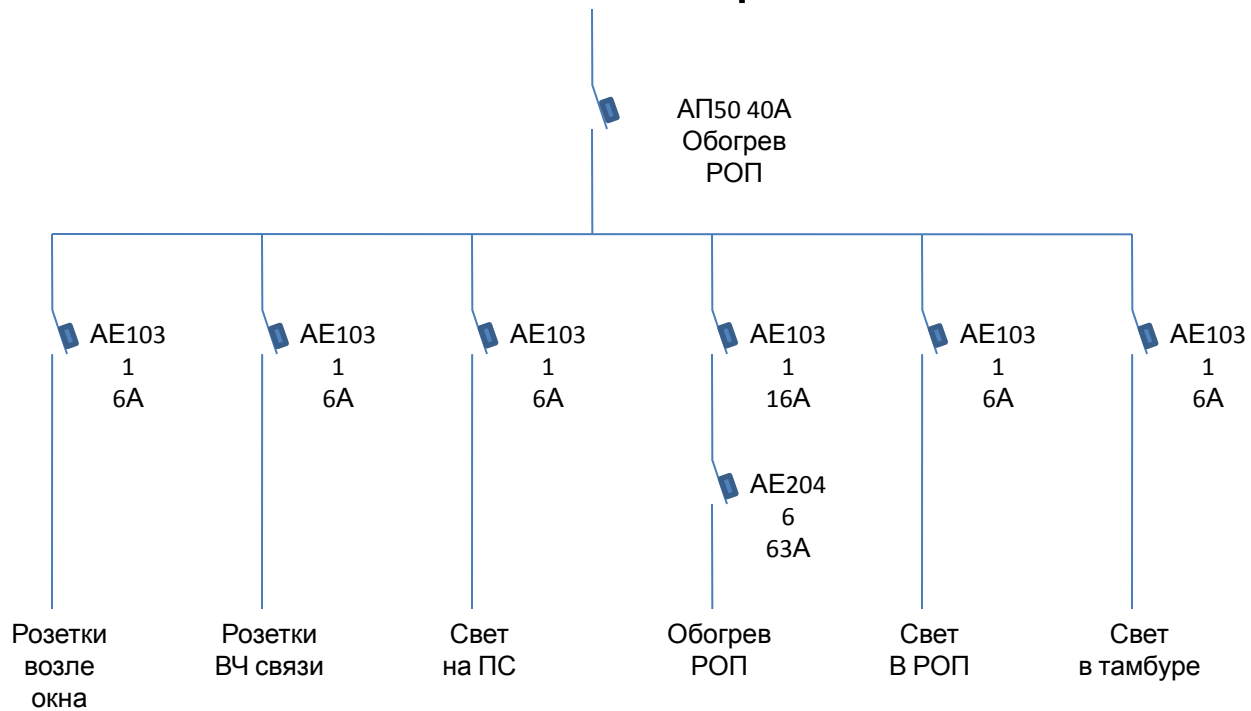 АП50 40А
Обогрев
РОП
АЕ103
1
6А
АЕ103
1
6А
АЕ103
1
6А
АЕ103
1
16А
АЕ103
1
6А
АЕ103
1
6А
АЕ204
6
63А
Розетки
возле
окна
Розетки
ВЧ связи
Свет
на ПС
Обогрев
РОП
Свет
В РОП
Свет
в тамбуре